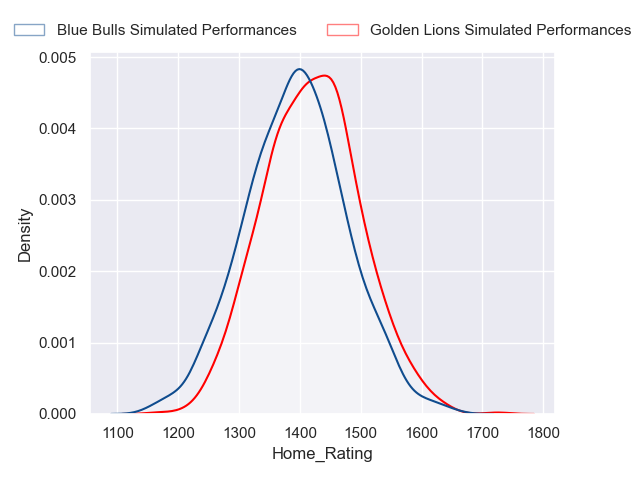 Blue Bulls Simulated Performances Golden Lions Simulated Performances
0.005
0.004
0.003
0.002
0.001
0.000
Density
1100 1200 1300 1400 1500 1600 1700 1800
Home_Rating